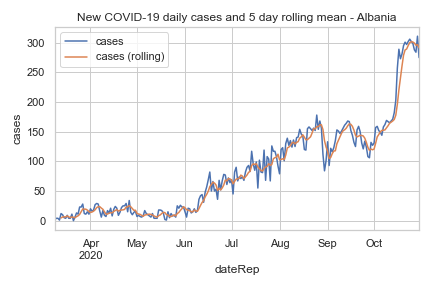 New COVID-19 daily cases and 5 day rolling mean - Albania
cases
cases (rolling)
300
250
200
150
100
50
0
cases
Apr
2020
May
Jun
Jul
Aug
Sep
Oct
dateRep